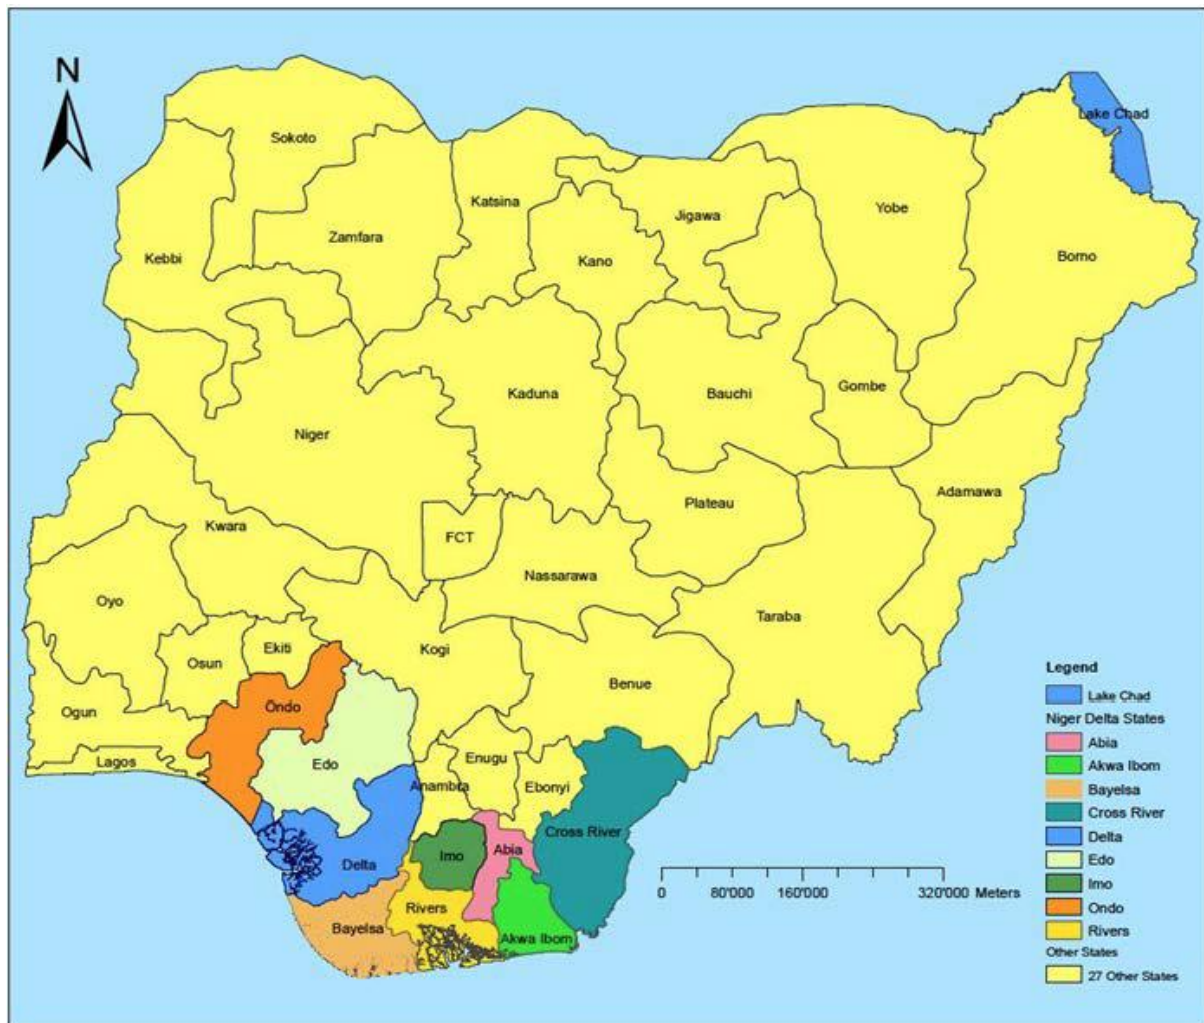 N
Lake Chad
Sokoto
Katsina
Jigawa
Yobe
Zamfara
Kebbi
Kano
Borno
Kaduna
Bauchi
Gombe
Niger
Adamawa
Plateau
Kwara
FCT
Nassarawa
Oyo
Taraba
Osun
Ekiti
Kogi
Benue
Ogun
Ondo
Lagos
Edo
Enugu
Anambra
Ebonyi
Cross River
Imo
Abia
Delta
Rivers
Bayelsa
Akwa Ibom
0 80'000 160'000 320'000 Meters
Legend
Lake Chad
Niger Delta States
Abia
Akwa Ibom
Bayelsa
Cross River
Delta
Edo
Imo
Ondo
Rivers
Other States
27 Other States